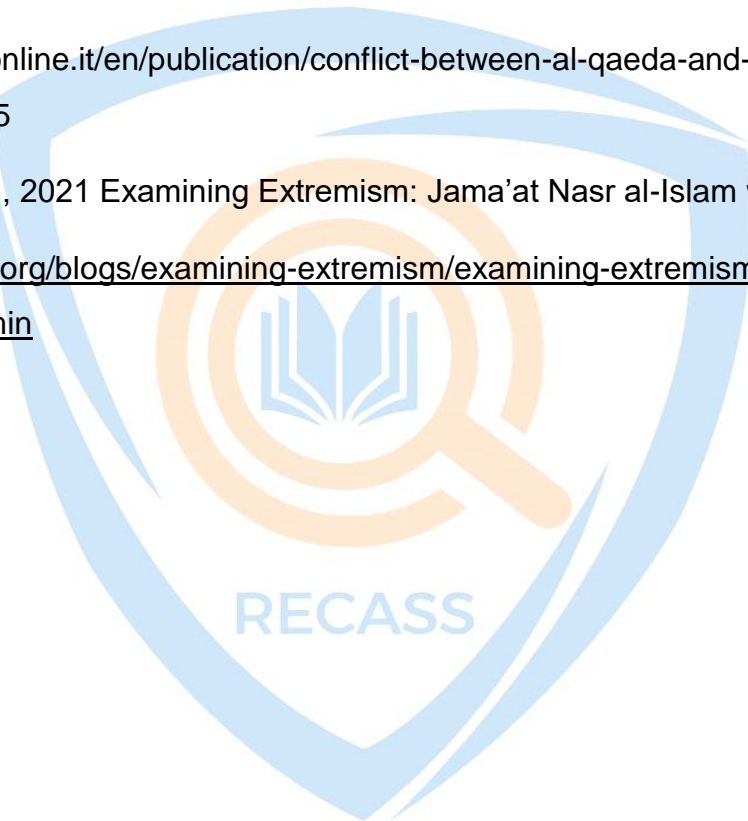 online.it/en/publication/conflict-between-al-qaeda-and-
5
, 2021 Examining Extremism: Jama’at Nasr al-Islam
org/blogs/examining-extremism/examining-extremism
nin
RECASS